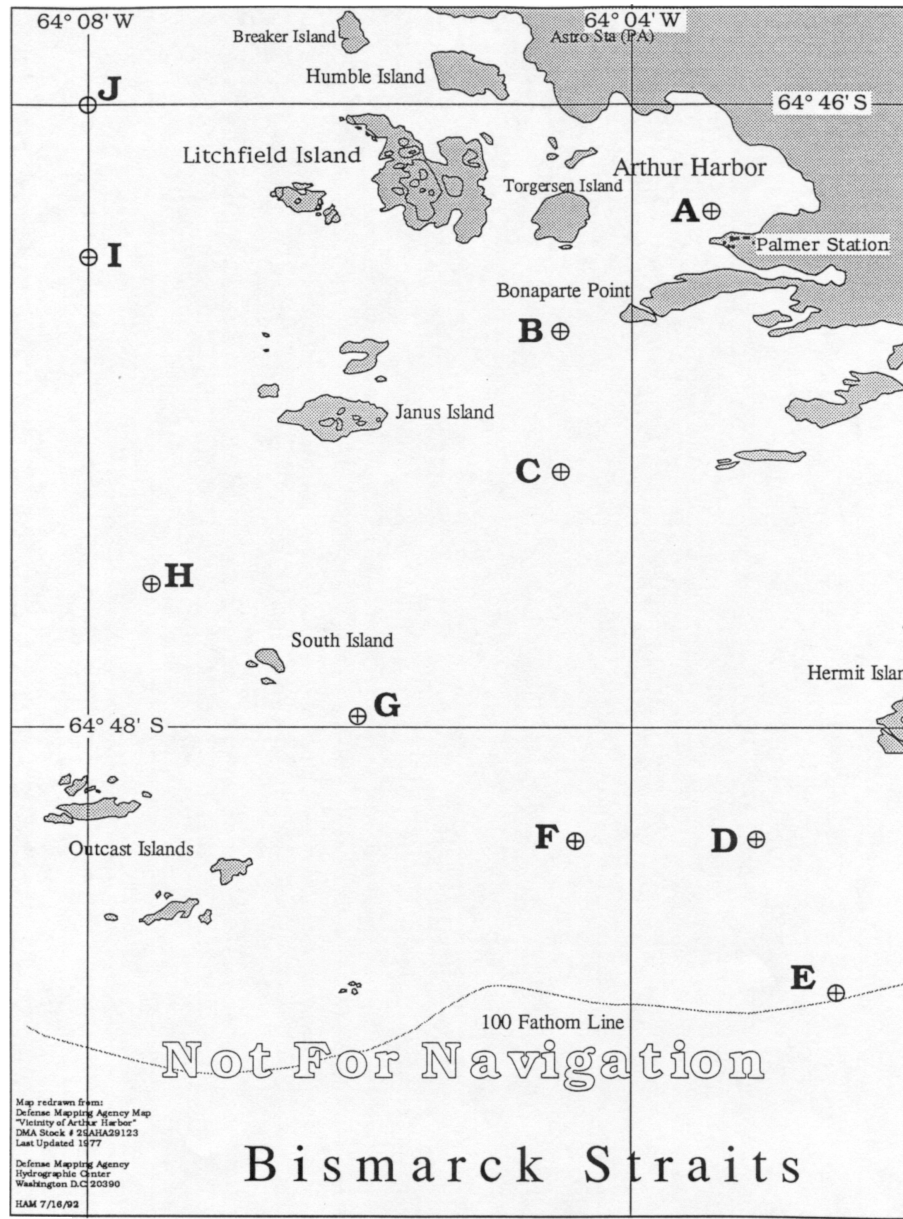 64° 08' W
64° 04' W
Breaker Island
Astro Sta (PA)
Humble Island
J
64° 46' S
Litchfield Island
Arthur Harbor
Torgersen Island
A
Palmer Station
I
Bonaparte Point
B
Janus Island
C
H
South Island
Hermit Islan
G
64° 48' S
F
D
Outcast Islands
E
100 Fathom Line
Not For Navigation
Map redrawn from:
Defense Mapping Agency Map
"Vicinity of Arthur Harbor"
DMA Stock # 29AHA29123
Last Updated 1977
Defense Mapping Agency
Hydrographic Center
Washington D.C. 20390
HAM 7/16/92
Bismarck Straits